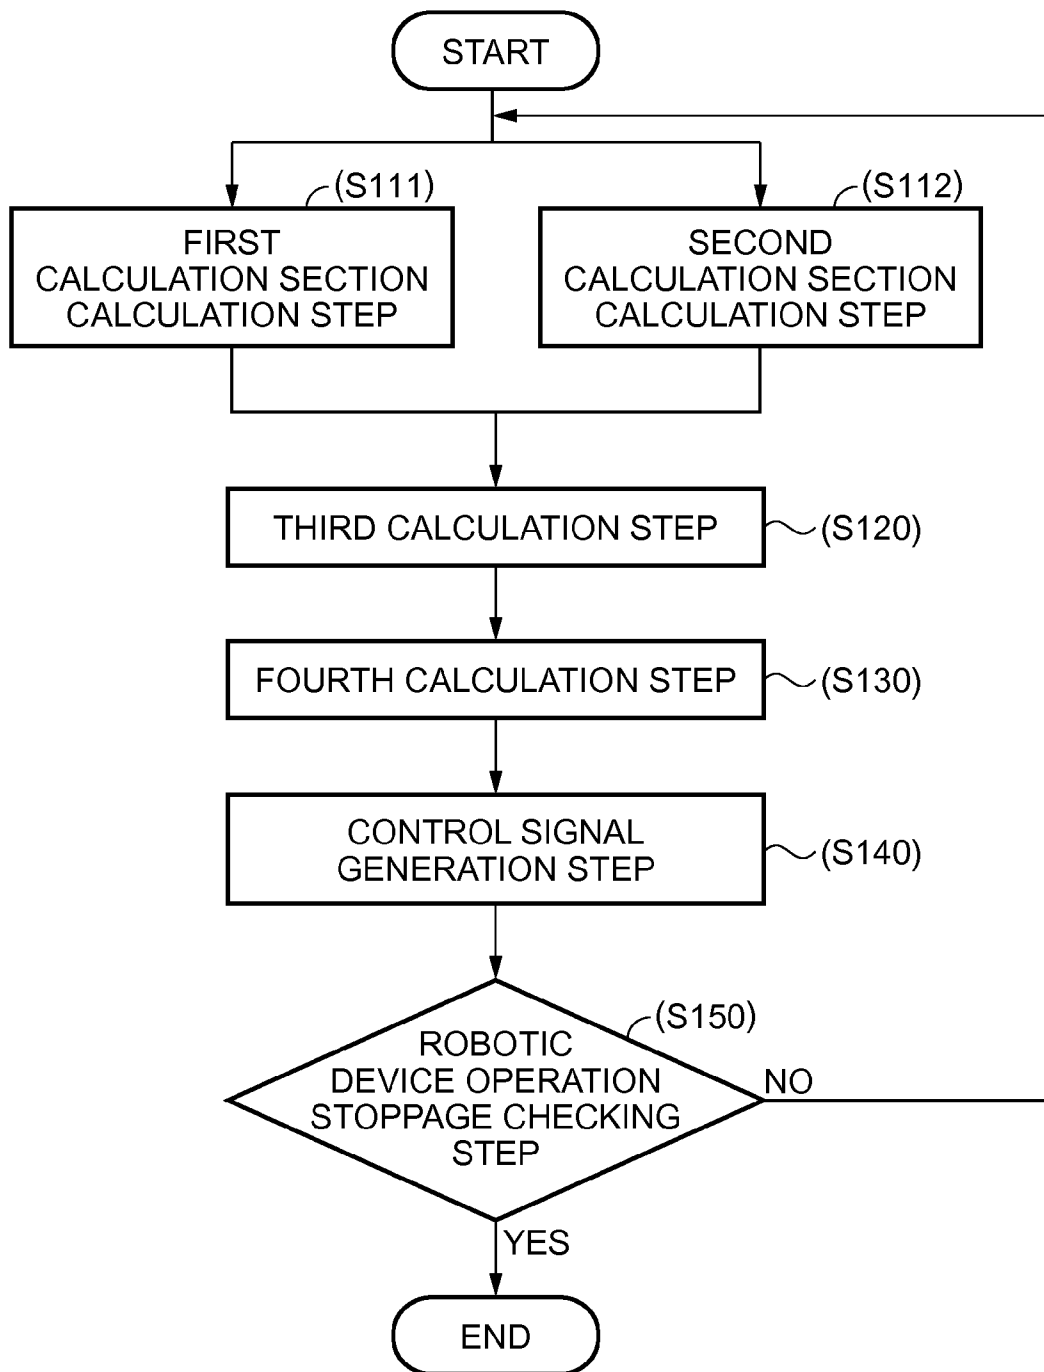 START
(S111)
FIRST
CALCULATION SECTION
CALCULATION STEP
(S112)
SECOND
CALCULATION SECTION
CALCULATION STEP
THIRD CALCULATION STEP
(S120)
FOURTH CALCULATION STEP
(S130)
CONTROL SIGNAL
GENERATION STEP
(S140)
(S150)
ROBOTIC
DEVICE OPERATION
STOPPAGE CHECKING
STEP
NO
YES
END